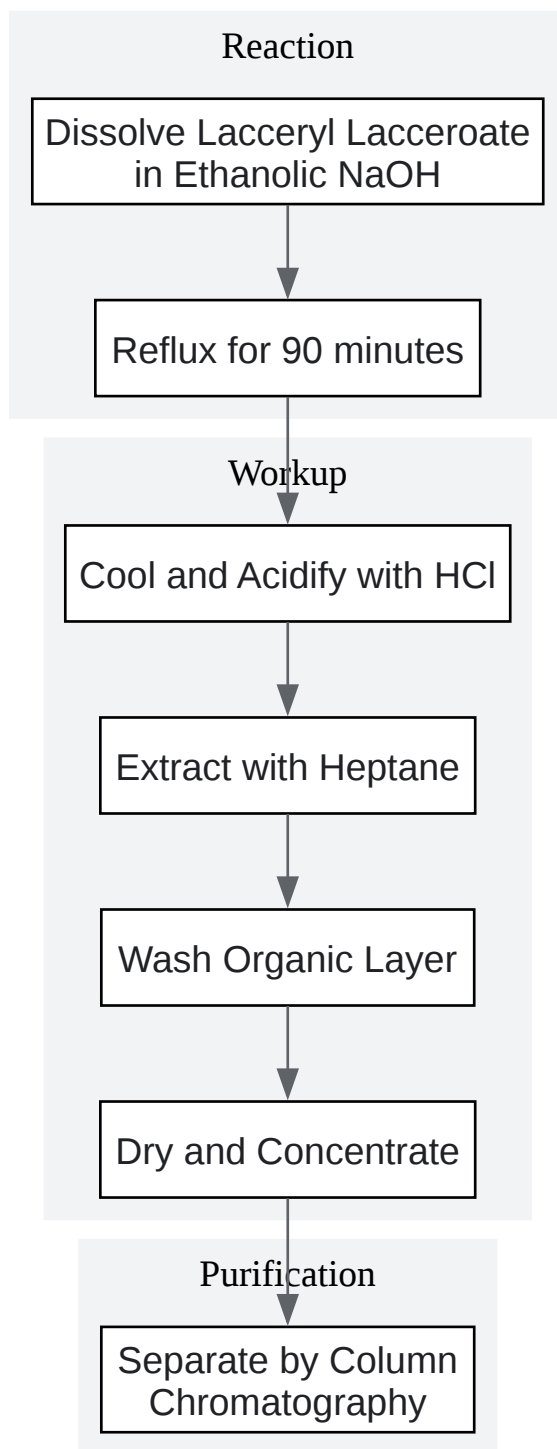 Reaction
Dissolve Lacceryl Lacceroate
in Ethanolic NaOH
Reflux for 90 minutes
Workup
Cool and Acidify with HCl
Extract with Heptane
Wash Organic Layer
Dry and Concentrate
Purification
Separate by Column
Chromatography